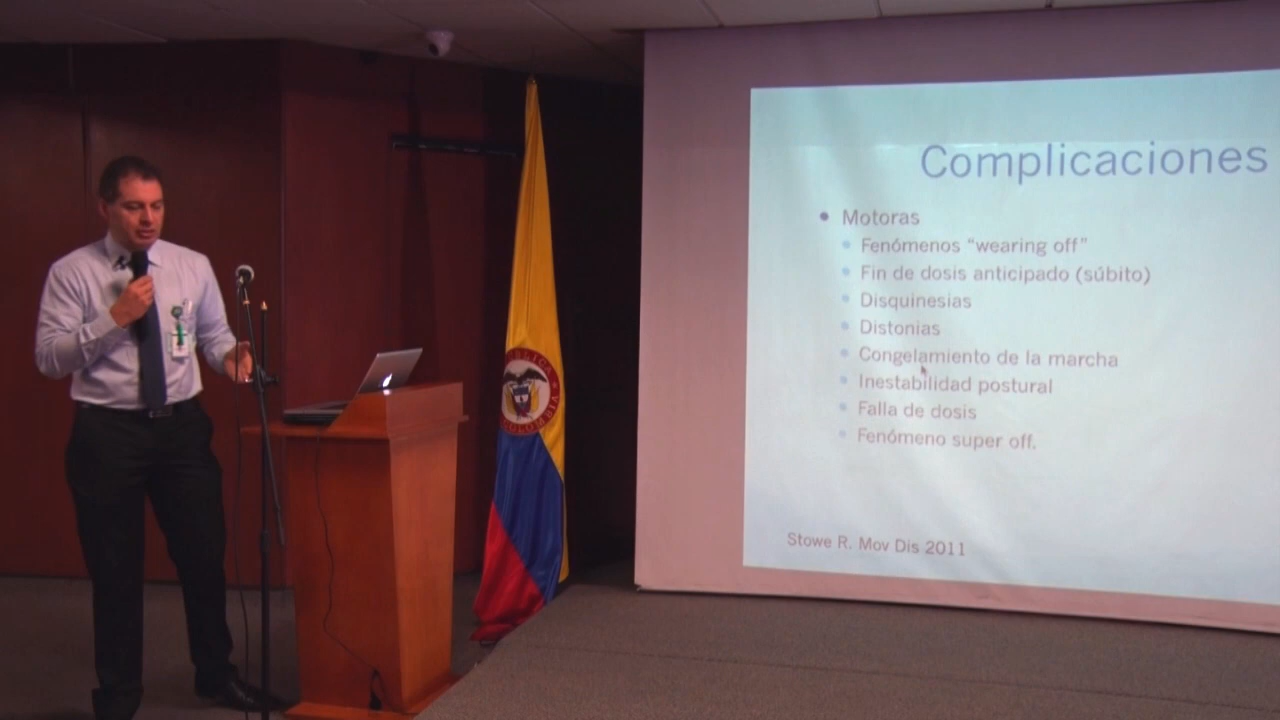 Complicaciones
Motoras
Fenómenos “wearing off”
Fin de dosis anticipado (súbito)
Disquinesias
Distonias
Congelamiento de la marcha
Inestabilidad postural
Falla de dosis
Fenómeno super off.
Stowe R. Mov Dis 2011
COLOMBIA